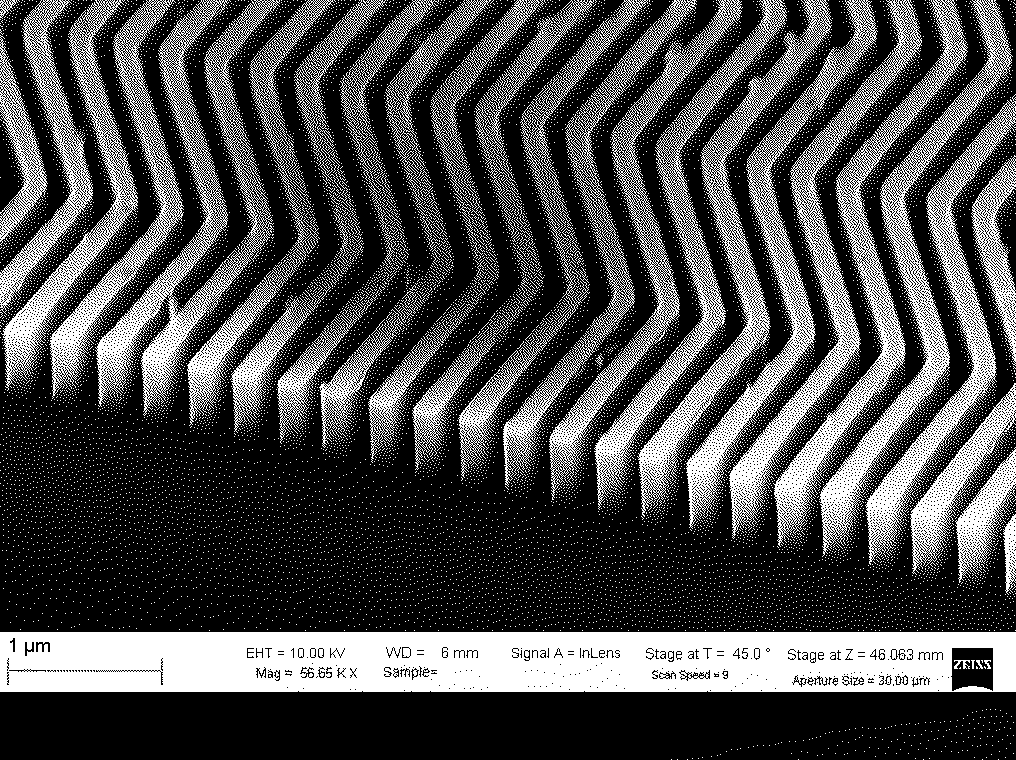 1 µm
EHT = 10.00 kV WD = 6 mm Signal A = InLens Stage at T = 45.0 ° Stage at Z = 46.063 mm
Mag = 56.65 K X Sample= Scan Speed = 9 Aperture Size = 30.00 µm
ZEISS